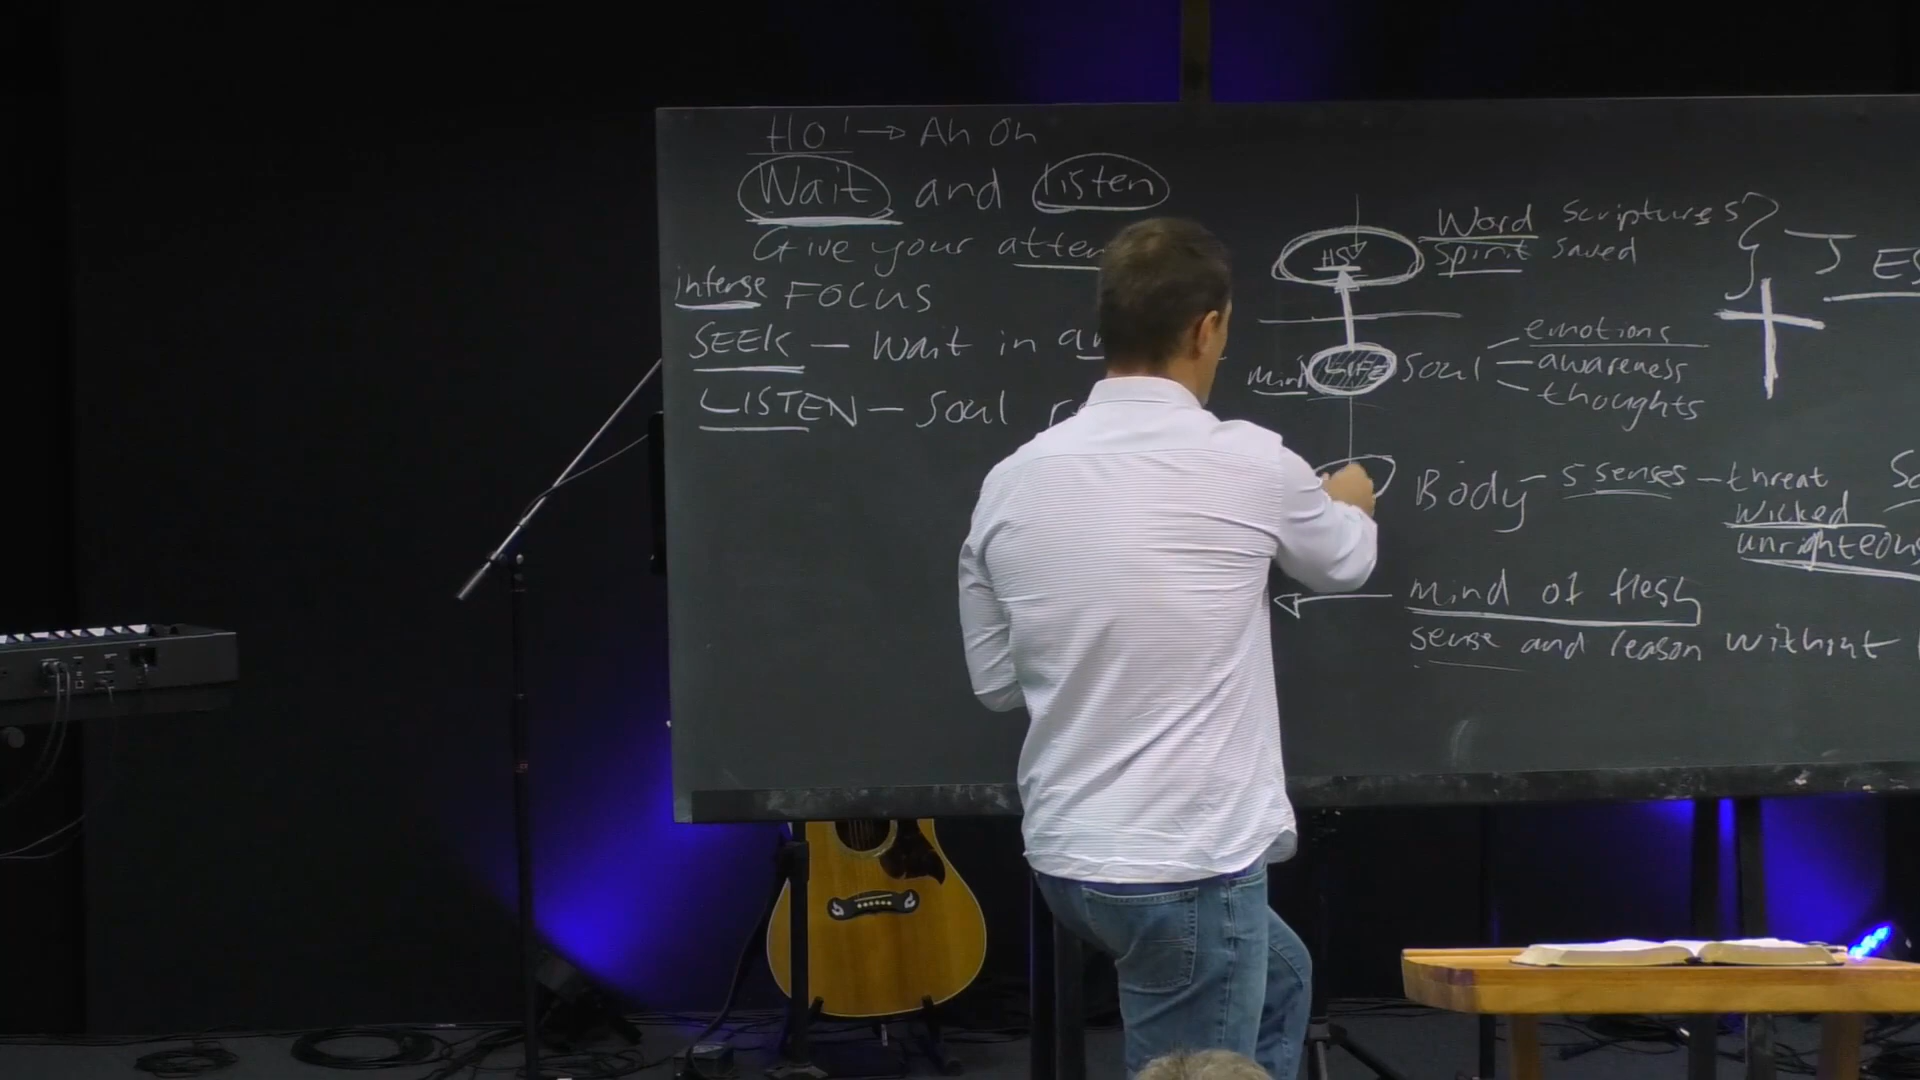 HO! → Ah Oh
Wait and Listen
Give your atten
intense FOCUS
SEEK — Wait in
LISTEN — Soul
Word Scriptures
Spirit saved
HS
JES
Mind LIFE Soul
emotions
awareness
thoughts
Body - 5 senses - threat
wicked
unrighteous
mind of flesh
sense and reason without